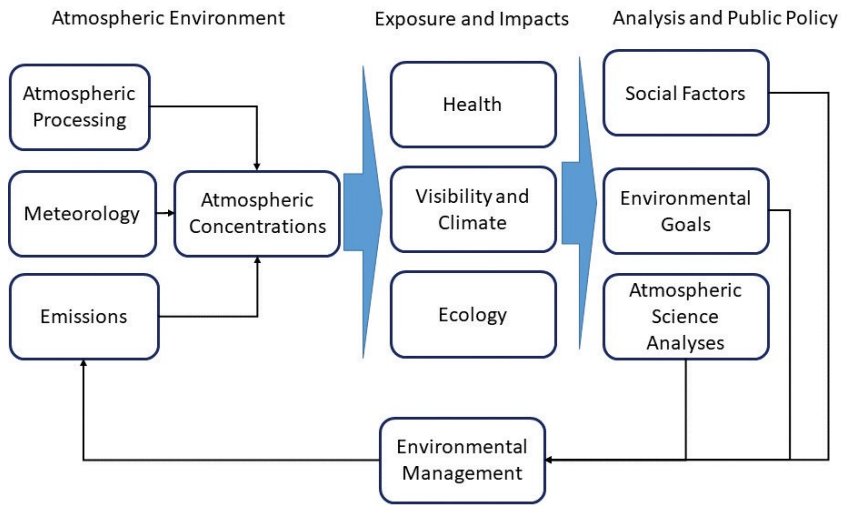 Atmospheric Environment
Exposure and Impacts
Analysis and Public Policy
Atmospheric
Processing
Meteorology
Emissions
Atmospheric
Concentrations
Health
Visibility and
Climate
Ecology
Social Factors
Environmental
Goals
Atmospheric
Science
Analyses
Environmental
Management